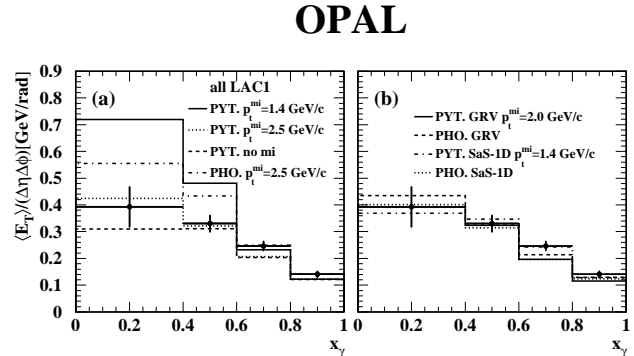 OPAL
⟨E_T⟩/(ΔηΔφ)[GeV/rad]
0.9
0.8
0.7
0.6
0.5
0.4
0.3
0.2
0.1
0
(a)
all LAC1
PYT. p_t^mi=1.4 GeV/c
PYT. p_t^mi=2.5 GeV/c
PYT. no mi
PHO. p_t^mi=2.5 GeV/c
0 0.2 0.4 0.6 0.8 1
x_γ
(b)
PYT. GRV p_t^mi=2.0 GeV/c
PHO. GRV
PYT. SaS-1D p_t^mi=1.4 GeV/c
PHO. SaS-1D
0 0.2 0.4 0.6 0.8 1
x_γ